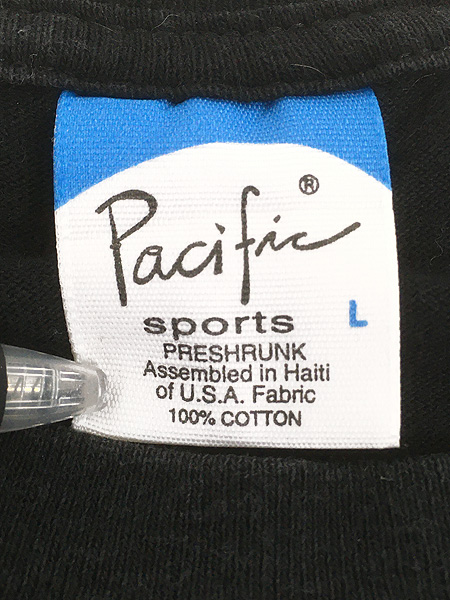 Pacific ®
sports
L
PRESHRUNK
Assembled in Haiti
of U.S.A. Fabric
100% COTTON